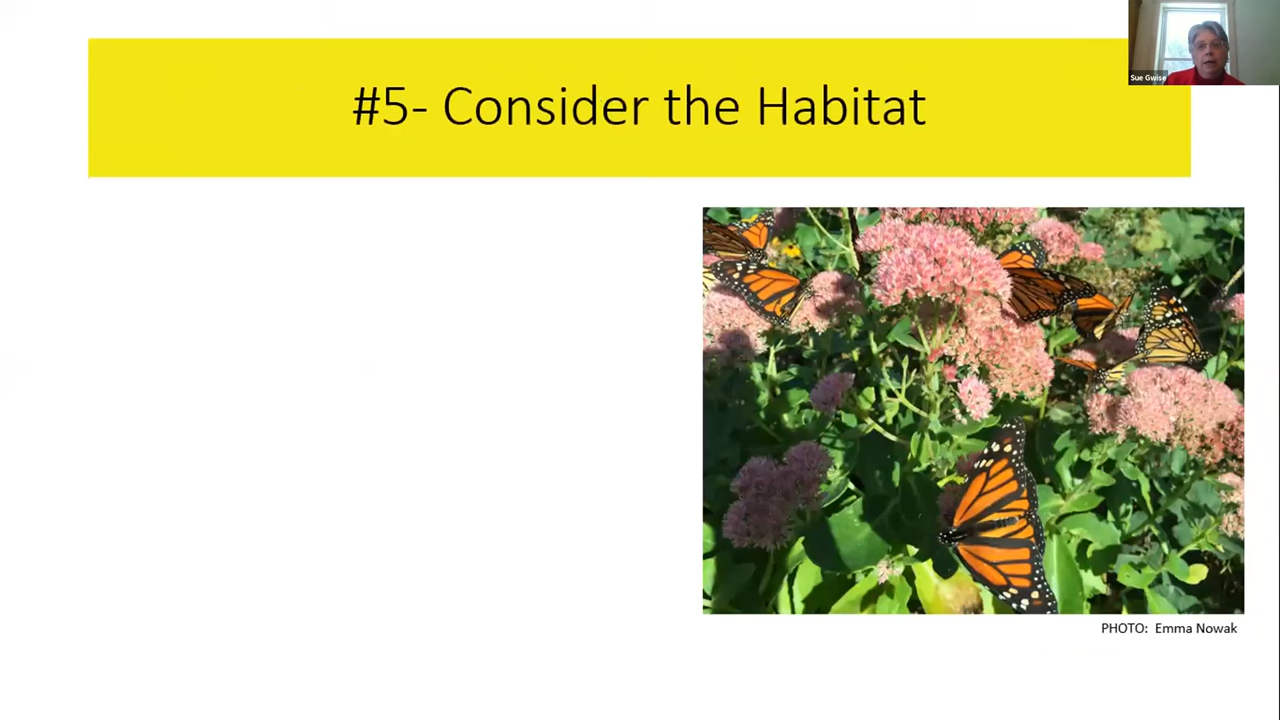 Sue Gwise
#5- Consider the Habitat
PHOTO: Emma Nowak